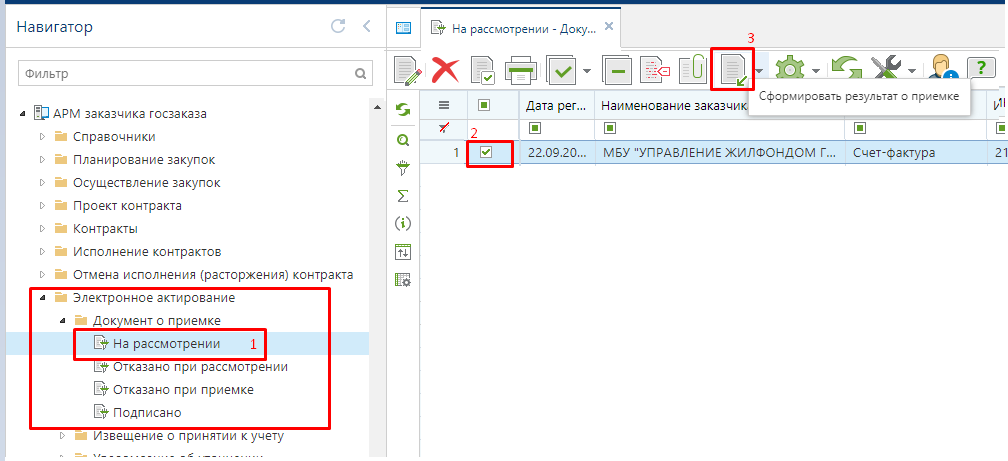 Навигатор
Фильтр
АРМ заказчика госзаказа
Справочники
Планирование закупок
Осуществление закупок
Проект контракта
Контракты
Исполнение контрактов
Отмена исполнения (расторжения) контракта
Электронное актирование
Документ о приемке
На рассмотрении 1
Отказано при рассмотрении
Отказано при приемке
Подписано
Извещение о принятии к учету
На рассмотрении - Доку...
3
Сформировать результат о приемке
Дата рег... Наименование заказчика
2
1 22.09.20... МБУ "УПРАВЛЕНИЕ ЖИЛФОНДОМ Г... Счет-фактура 21